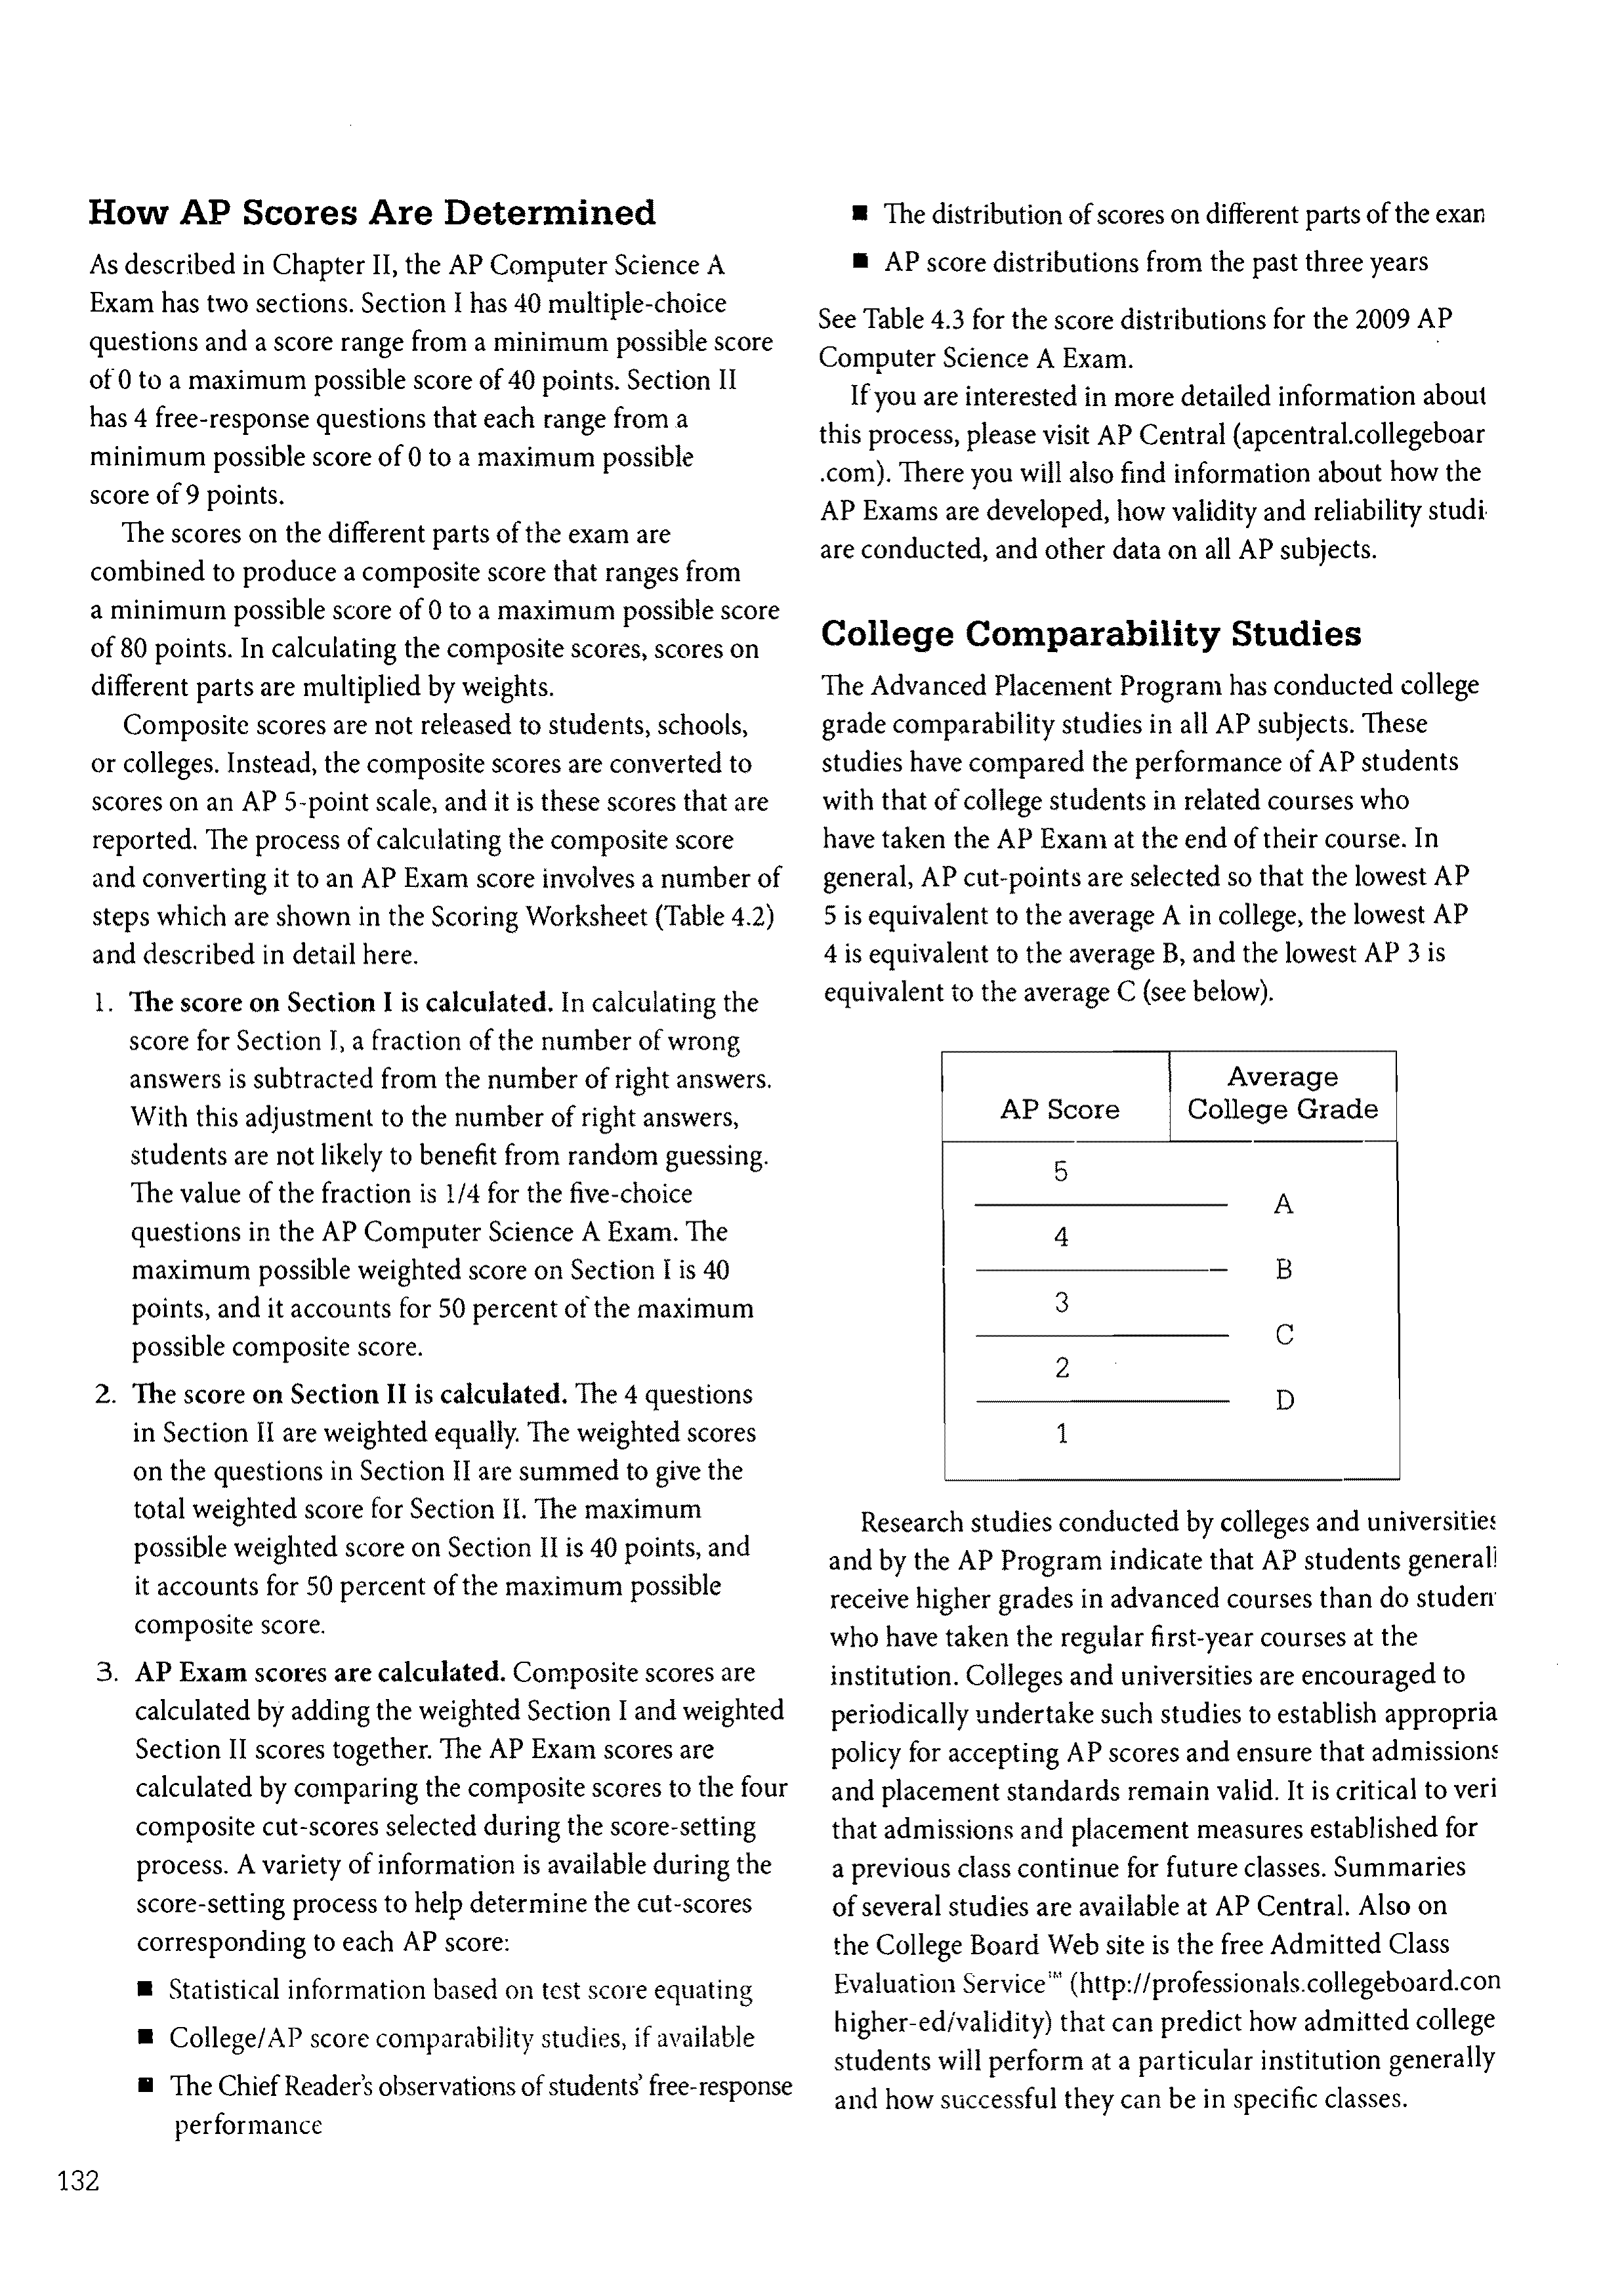 How AP Scores Are Determined
As described in Chapter II, the AP Computer Science A
Exam has two sections. Section I has 40 multiple-choice
questions and a score range from a minimum possible score
of 0 to a maximum possible score of 40 points. Section II
has 4 free-response questions that each range from a
minimum possible score of 0 to a maximum possible
score of 9 points.
The scores on the different parts of the exam are
combined to produce a composite score that ranges from
a minimum possible score of 0 to a maximum possible score
of 80 points. In calculating the composite scores, scores on
different parts are multiplied by weights.
Composite scores are not released to students, schools,
or colleges. Instead, the composite scores are converted to
scores on an AP 5-point scale, and it is these scores that are
reported. The process of calculating the composite score
and converting it to an AP Exam score involves a number of
steps which are shown in the Scoring Worksheet (Table 4.2)
and described in detail here.
1. The score on Section I is calculated. In calculating the
score for Section I, a fraction of the number of wrong
answers is subtracted from the number of right answers.
With this adjustment to the number of right answers,
students are not likely to benefit from random guessing.
The value of the fraction is 1/4 for the five-choice
questions in the AP Computer Science A Exam. The
maximum possible weighted score on Section I is 40
points, and it accounts for 50 percent of the maximum
possible composite score.
2. The score on Section II is calculated. The 4 questions
in Section II are weighted equally. The weighted scores
on the questions in Section II are summed to give the
total weighted score for Section II. The maximum
possible weighted score on Section II is 40 points, and
it accounts for 50 percent of the maximum possible
composite score.
3. AP Exam scores are calculated. Composite scores are
calculated by adding the weighted Section I and weighted
Section II scores together. The AP Exam scores are
calculated by comparing the composite scores to the four
composite cut-scores selected during the score-setting
process. A variety of information is available during the
score-setting process to help determine the cut-scores
corresponding to each AP score:
■ Statistical information based on test score equating
■ College/AP score comparability studies, if available
■ The Chief Reader's observations of students' free-response
performance
132
■ The distribution of scores on different parts of the exan
■ AP score distributions from the past three years
See Table 4.3 for the score distributions for the 2009 AP
Computer Science A Exam.
If you are interested in more detailed information about
this process, please visit AP Central (apcentral.collegeboar
.com). There you will also find information about how the
AP Exams are developed, how validity and reliability studi
are conducted, and other data on all AP subjects.
College Comparability Studies
The Advanced Placement Program has conducted college
grade comparability studies in all AP subjects. These
studies have compared the performance of AP students
with that of college students in related courses who
have taken the AP Exam at the end of their course. In
general, AP cut-points are selected so that the lowest AP
5 is equivalent to the average A in college, the lowest AP
4 is equivalent to the average B, and the lowest AP 3 is
equivalent to the average C (see below).
Average
AP Score College Grade
5
A
4
B
3
C
2
D
1
Research studies conducted by colleges and universities
and by the AP Program indicate that AP students generall
receive higher grades in advanced courses than do studen
who have taken the regular first-year courses at the
institution. Colleges and universities are encouraged to
periodically undertake such studies to establish appropria
policy for accepting AP scores and ensure that admissions
and placement standards remain valid. It is critical to veri
that admissions and placement measures established for
a previous class continue for future classes. Summaries
of several studies are available at AP Central. Also on
the College Board Web site is the free Admitted Class
Evaluation Service™ (http://professionals.collegeboard.con
higher-ed/validity) that can predict how admitted college
students will perform at a particular institution generally
and how successful they can be in specific classes.